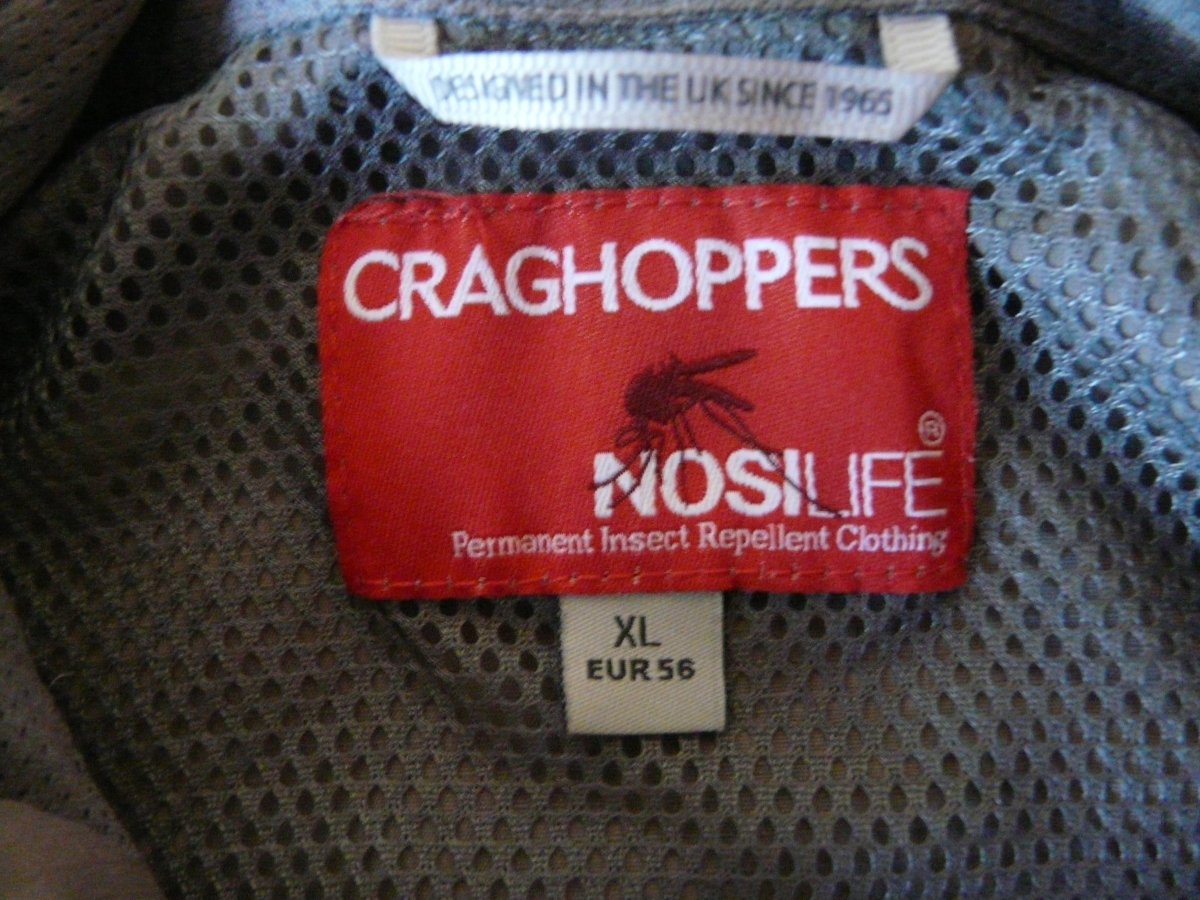 DESIGNED IN THE UK SINCE 1965
CRAGHOPPERS
NOSILIFE®
Permanent Insect Repellent Clothing
XL
EUR 56